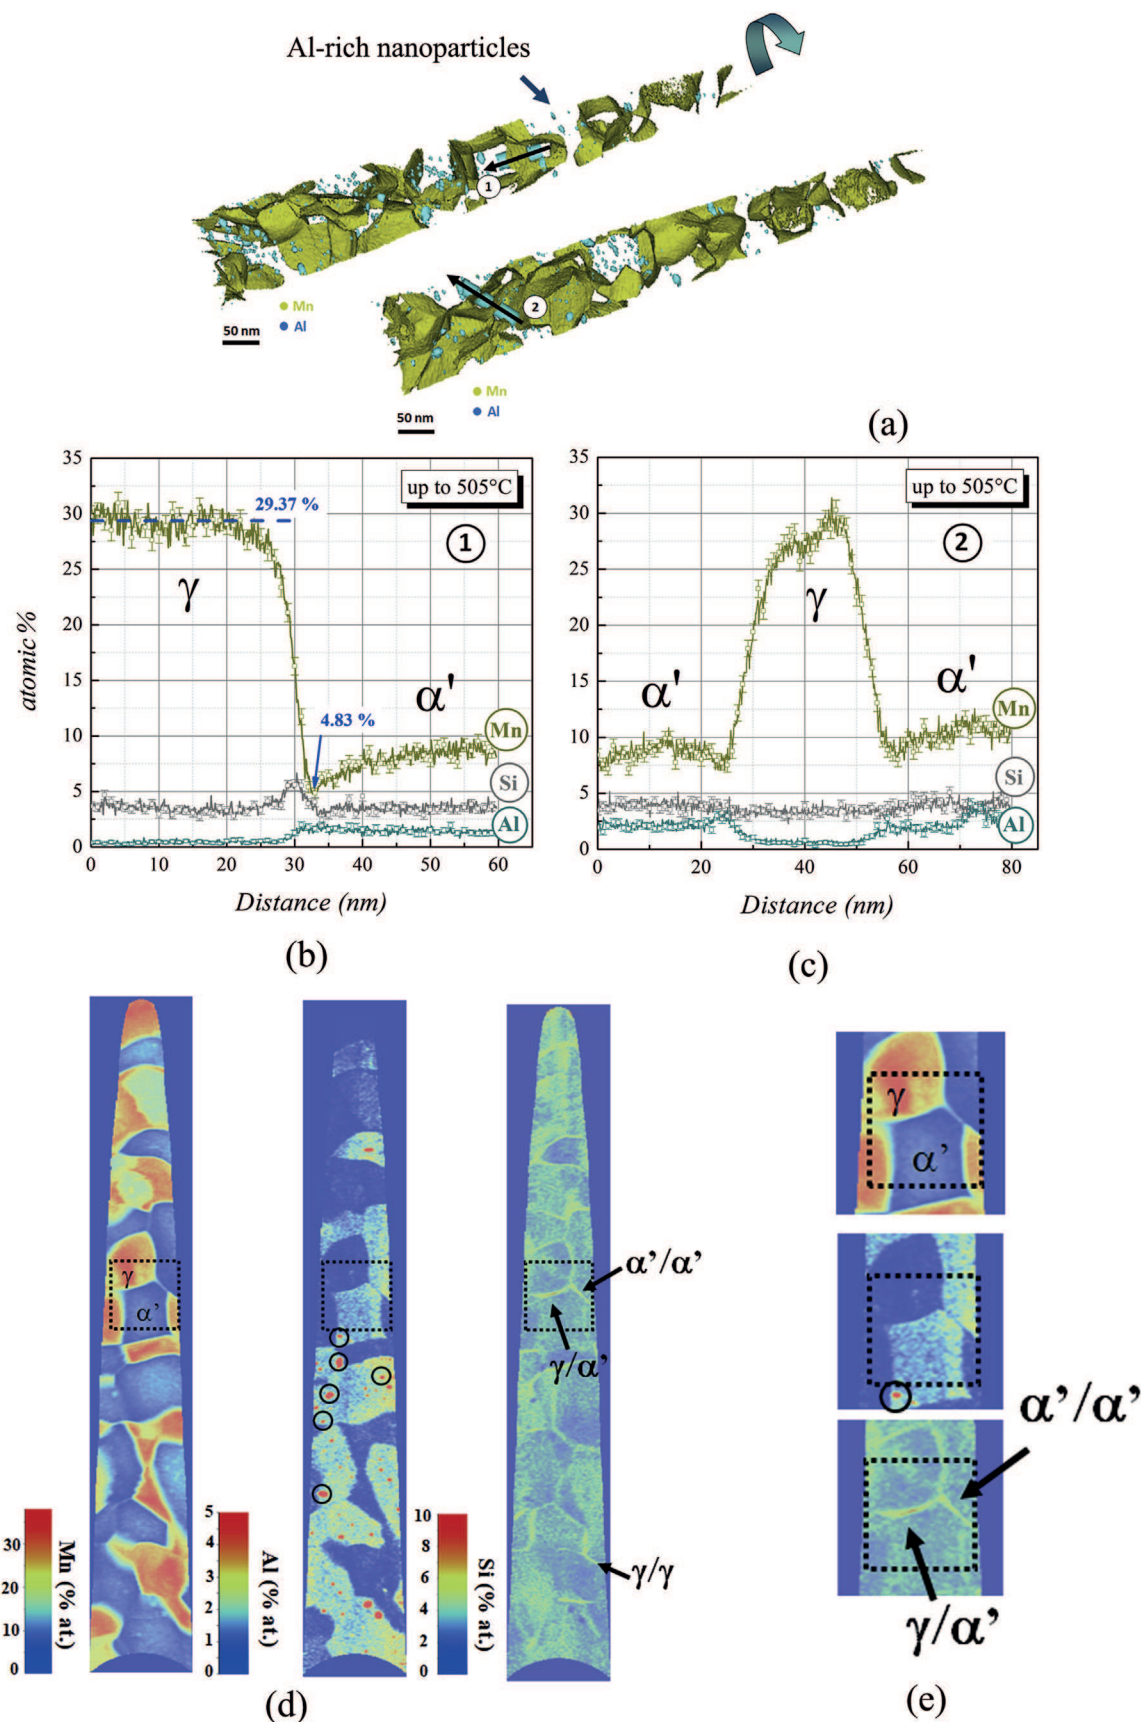 Al-rich nanoparticles
1
Mn
Al
50 nm
2
Mn
Al
50 nm
(a)
35
30
25
20
15
10
5
0
atomic %
up to 505°C
29.37 %
1
γ
4.83 %
α'
Mn
Si
Al
0 10 20 30 40 50 60
Distance (nm)
(b)
35
30
25
20
15
10
5
0
up to 505°C
2
γ
α'
α'
Mn
Si
Al
0 20 40 60 80
Distance (nm)
(c)
γ
α’
30
20
10
0
Mn (% at.)
5
4
3
2
1
0
Al (% at.)
10
8
6
4
2
0
Si (% at.)
α’/α’
γ/α’
γ/γ
(d)
γ
α’
α’/α’
γ/α’
(e)